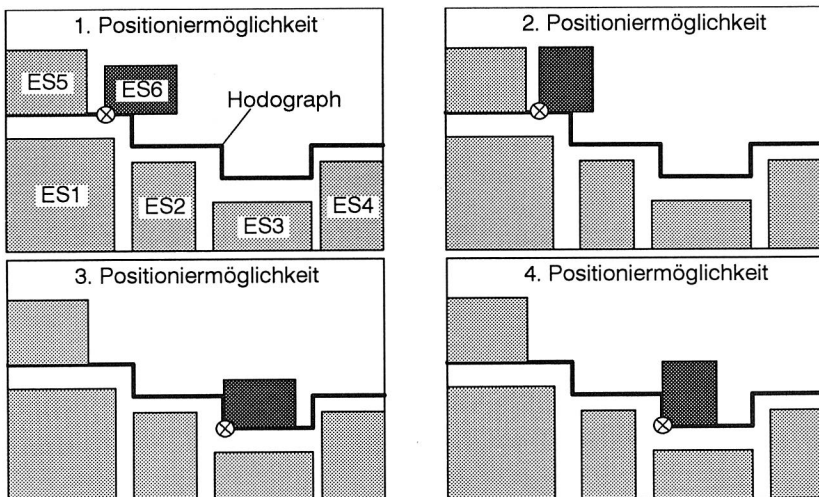 1. Positioniermöglichkeit
ES5
ES6
Hodograph
ES1
ES2
ES3
ES4
2. Positioniermöglichkeit
3. Positioniermöglichkeit
4. Positioniermöglichkeit